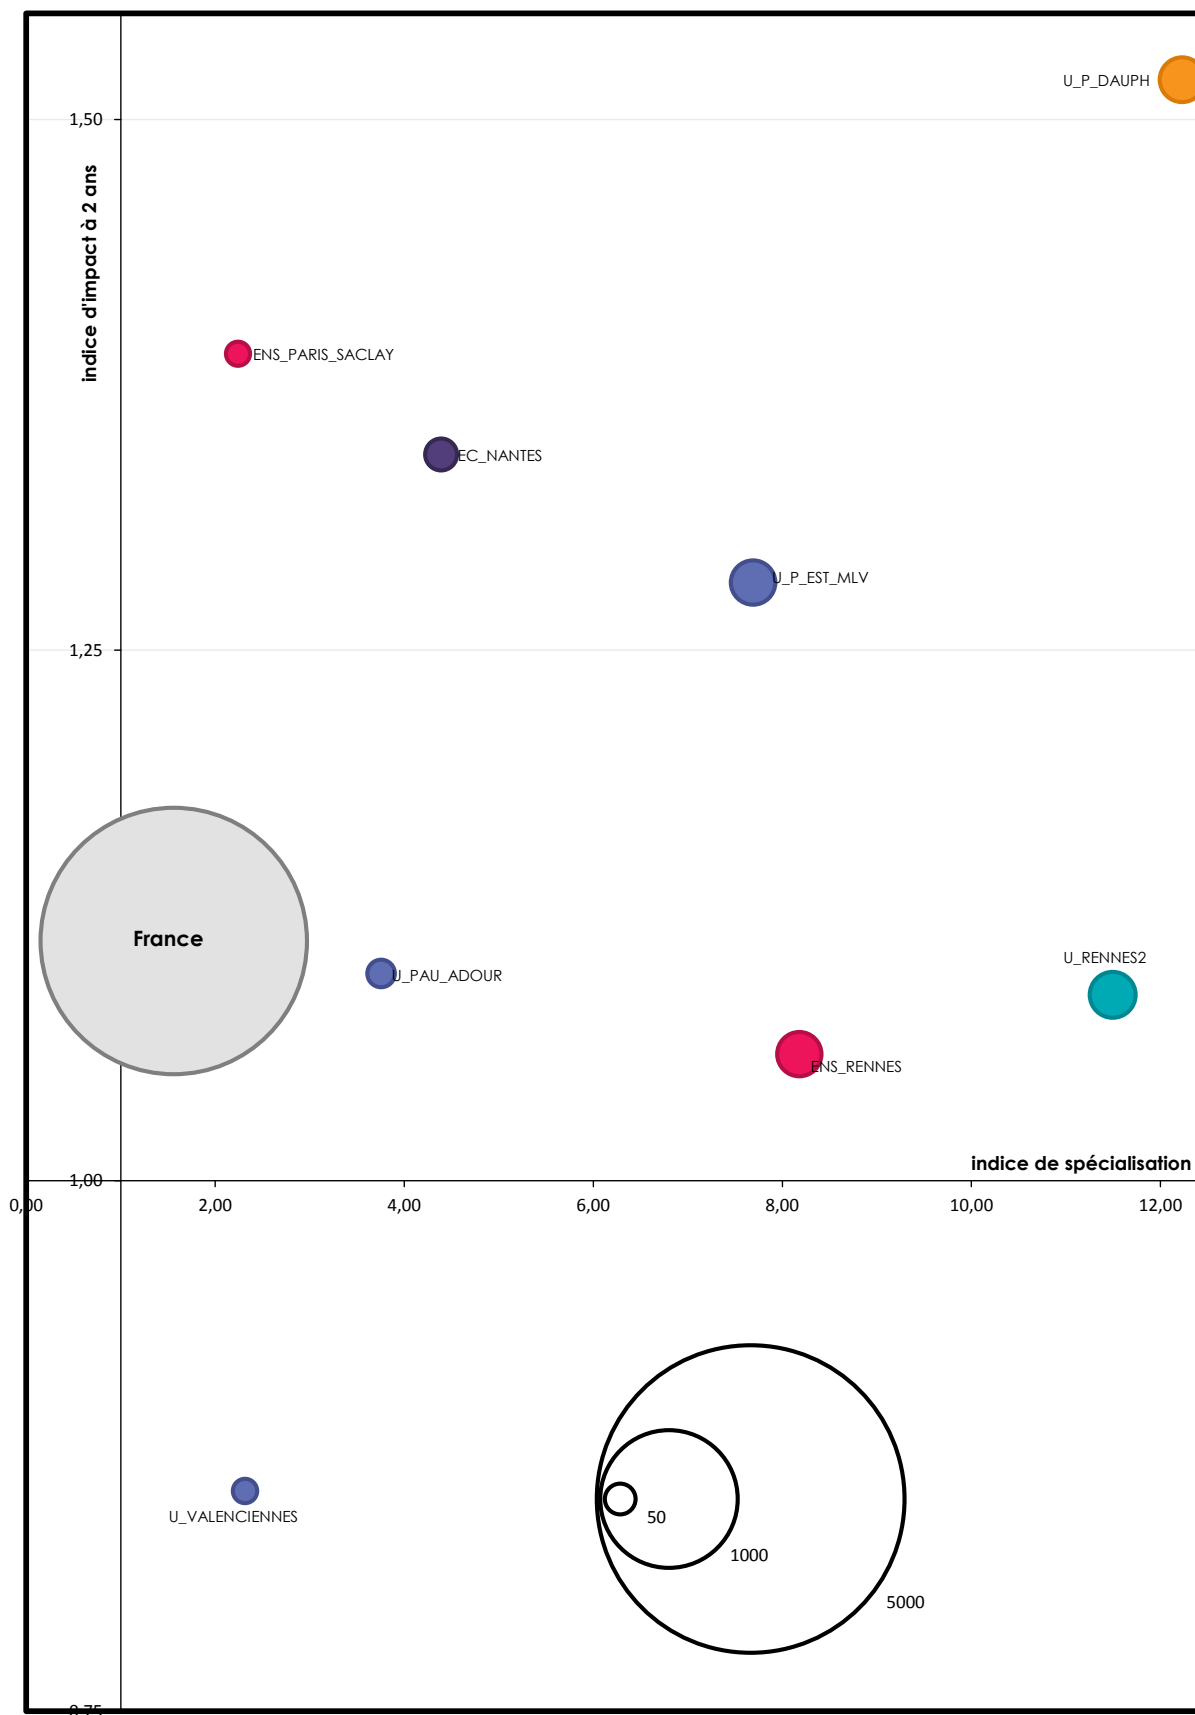 U_P_DAUPH
1,50
indice d'impact à 2 ans
ENS_PARIS_SACLAY
EC_NANTES
U_P_EST_MLV
1,25
France
U_RENNES2
U_PAU_ADOUR
ENS_RENNES
indice de spécialisation
1,00
0,00 2,00 4,00 6,00 8,00 10,00 12,00
U_VALENCIENNES
50
1000
5000
0,75